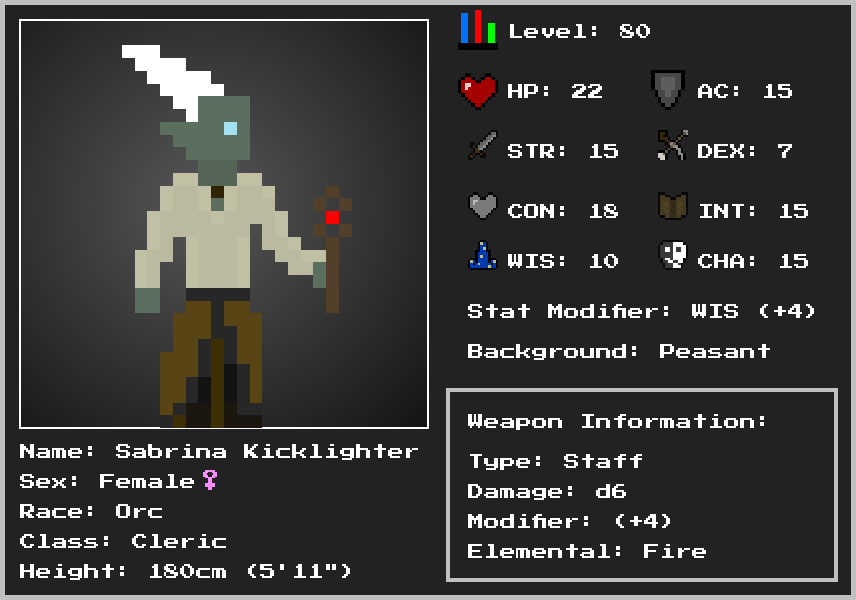 Level: 80
HP: 22 AC: 15
STR: 15 DEX: 7
CON: 18 INT: 15
WIS: 10 CHA: 15
Stat Modifier: WIS (+4)
Background: Peasant
Weapon Information:
Type: Staff
Damage: d6
Modifier: (+4)
Elemental: Fire
Name: Sabrina Kicklighter
Sex: Female♀
Race: Orc
Class: Cleric
Height: 180cm (5'11")